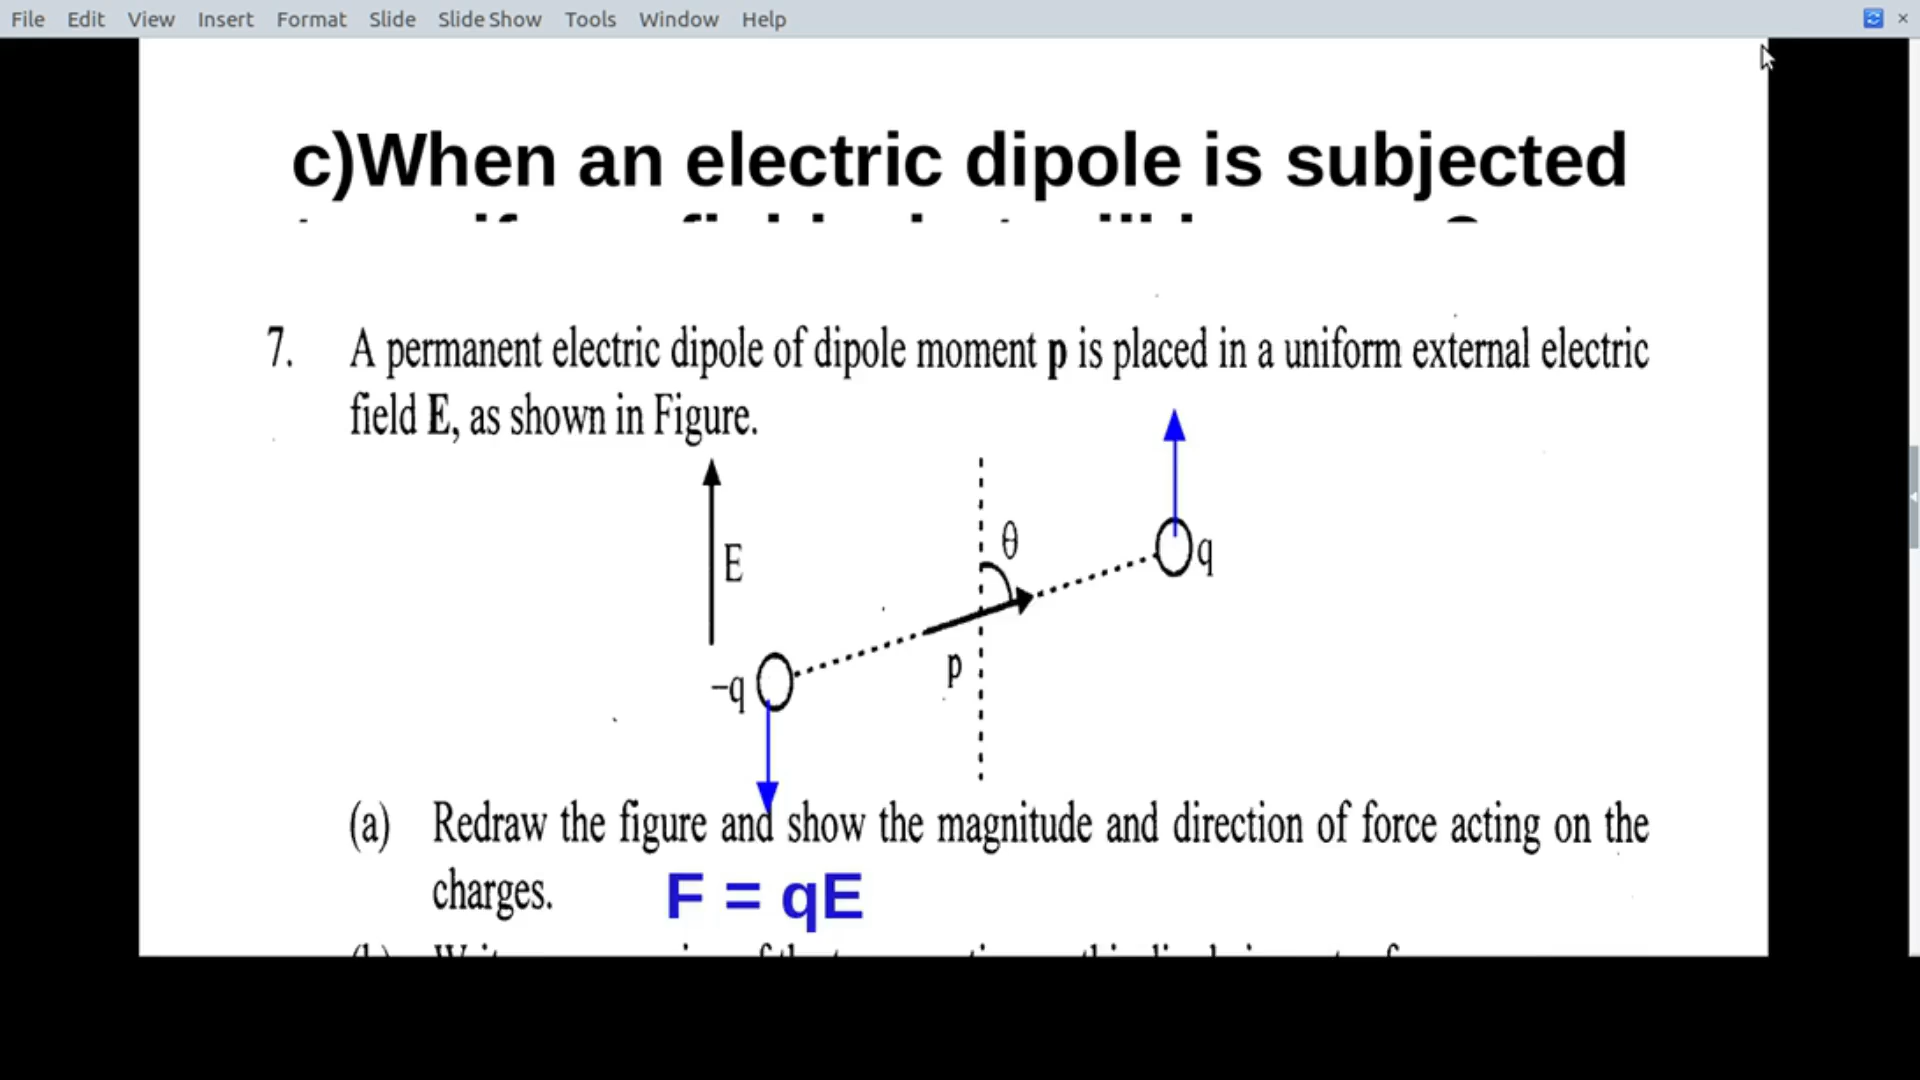 File Edit View Insert Format Slide Slide Show Tools Window Help
c)When an electric dipole is subjected
7. A permanent electric dipole of dipole moment p is placed in a uniform external electric
field E, as shown in Figure.
θ
E
q
p
–q
(a) Redraw the figure and show the magnitude and direction of force acting on the
charges. F = qE